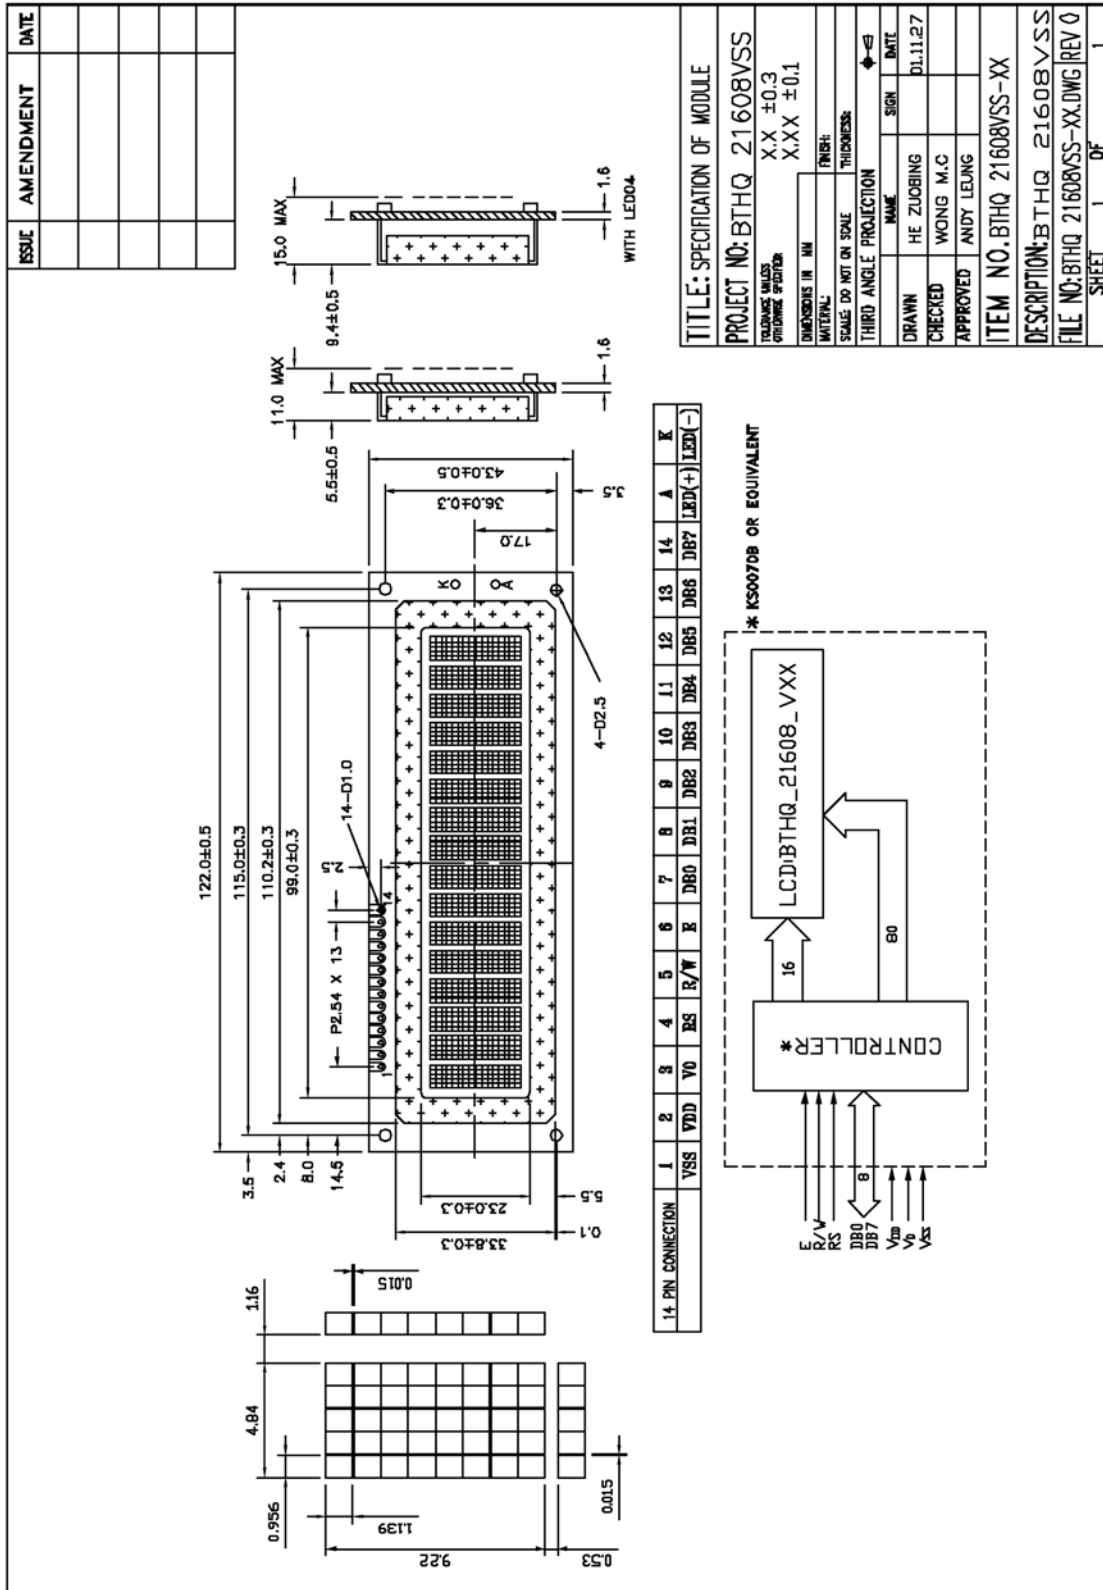 ISSUE AMENDMENT DATE
15.0 MAX
9.4±0.5
1.6
WITH LED04
11.0 MAX
5.5±0.5
1.6
122.0±0.5
115.0±0.3
110.2±0.3
99.0±0.3
2.5
P2.54 X 13
14-D1.0
1
14
3.5
2.4
8.0
14.5
K
A
43.0±0.5
36.0±0.3
17.0
3.5
4-D2.5
23.0±0.3
33.8±0.3
5.5
0.1
1.16
0.015
4.84
0.956
1.139
9.22
0.53
0.015
14 PIN CONNECTION 1 2 3 4 5 6 7 8 9 10 11 12 13 14 A K
VSS VDD V0 RS R/W E DB0 DB1 DB2 DB3 DB4 DB5 DB6 DB7 LED(+) LED(-)
* KS0070B OR EQUIVALENT
LCD:BTHQ_21608_VXX
16
80
CONTROLLER*
E
R/W
RS
8
DB0
DB7
VDD
V0
VSS
TITLE: SPECIFICATION OF MODULE
PROJECT NO: BTHQ 21608VSS
TOLERANCE UNLESS
OTHERWISE SPECIFIED:
X.X ±0.3
X.XX ±0.1
DIMENSIONS IN MM
MATERIAL: FINISH:
SCALE: DO NOT ON SCALE THICKNESS:
THIRD ANGLE PROJECTION
NAME SIGN DATE
DRAWN HE ZUOBING 01.11.27
CHECKED WONG M.C
APPROVED ANDY LEUNG
ITEM NO. BTHQ 21608VSS-XX
DESCRIPTION: BTHQ 21608VSS
FILE NO: BTHQ 21608VSS-XX.DWG REV 0
SHEET 1 OF 1